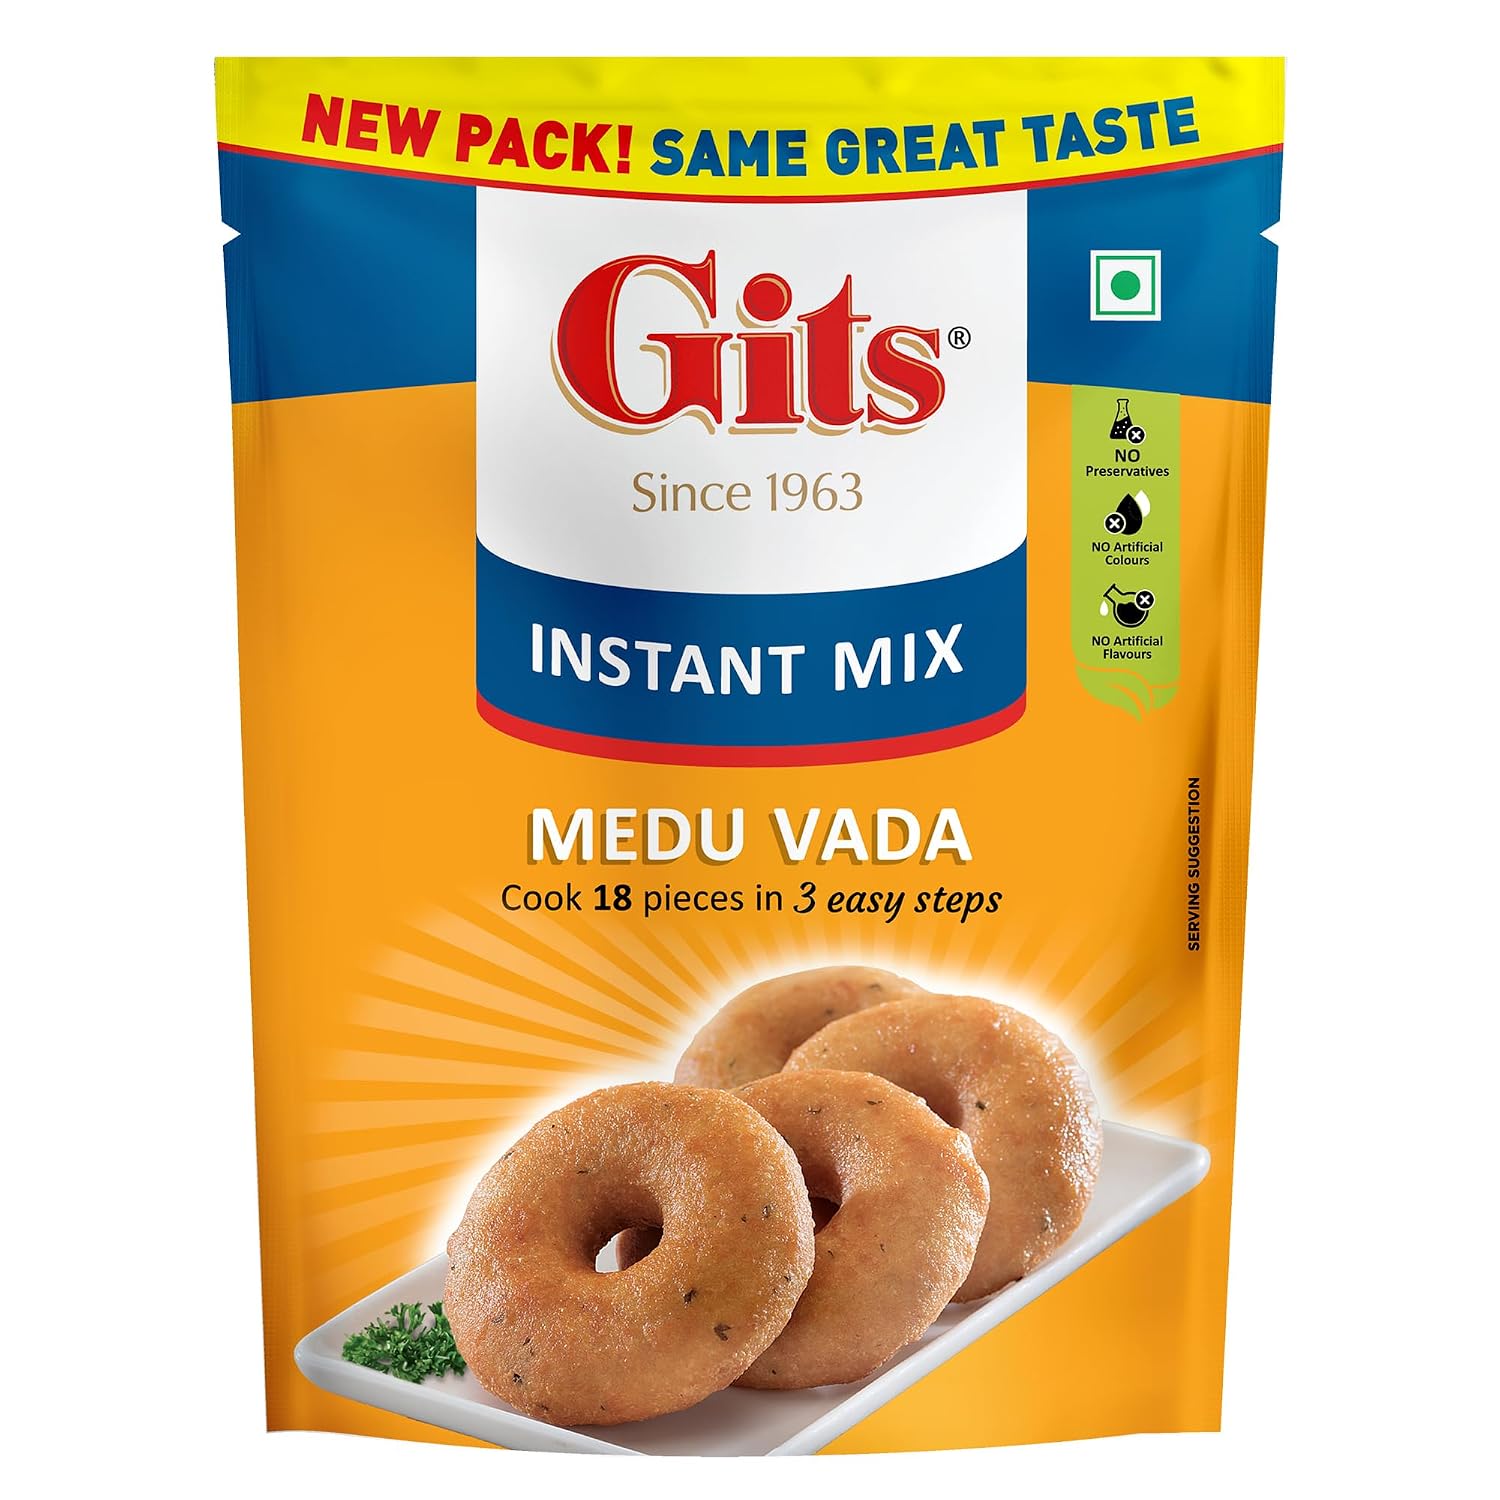 NEW PACK! SAME GREAT TASTE
Gits®
Since 1963
INSTANT MIX
NO
Preservatives
NO Artificial
Colours
NO Artificial
Flavours
MEDU VADA
Cook 18 pieces in 3 easy steps
SERVING SUGGESTION